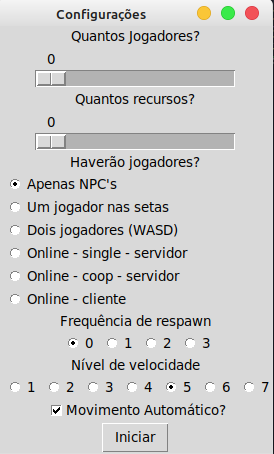 Configurações
Quantos Jogadores?
0
Quantos recursos?
0
Haverão jogadores?
Apenas NPC's
Um jogador nas setas
Dois jogadores (WASD)
Online - single - servidor
Online - coop - servidor
Online - cliente
Frequência de respawn
0 1 2 3
Nível de velocidade
1 2 3 4 5 6 7
Movimento Automático?
Iniciar